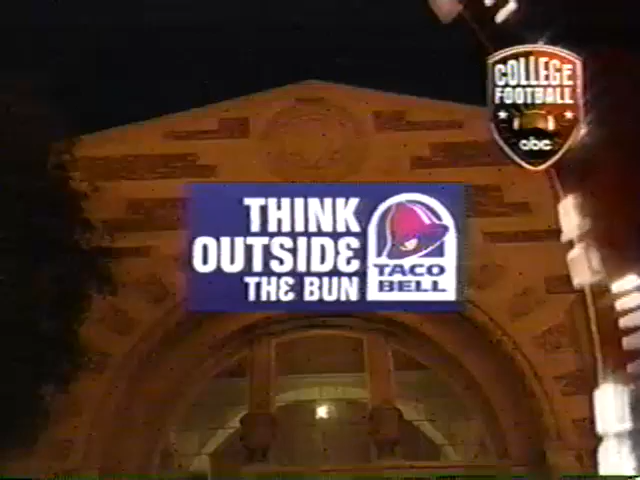 COLLEGE
FOOTBALL
abc
THINK
OUTSIDE
THE BUN
TACO
BELL